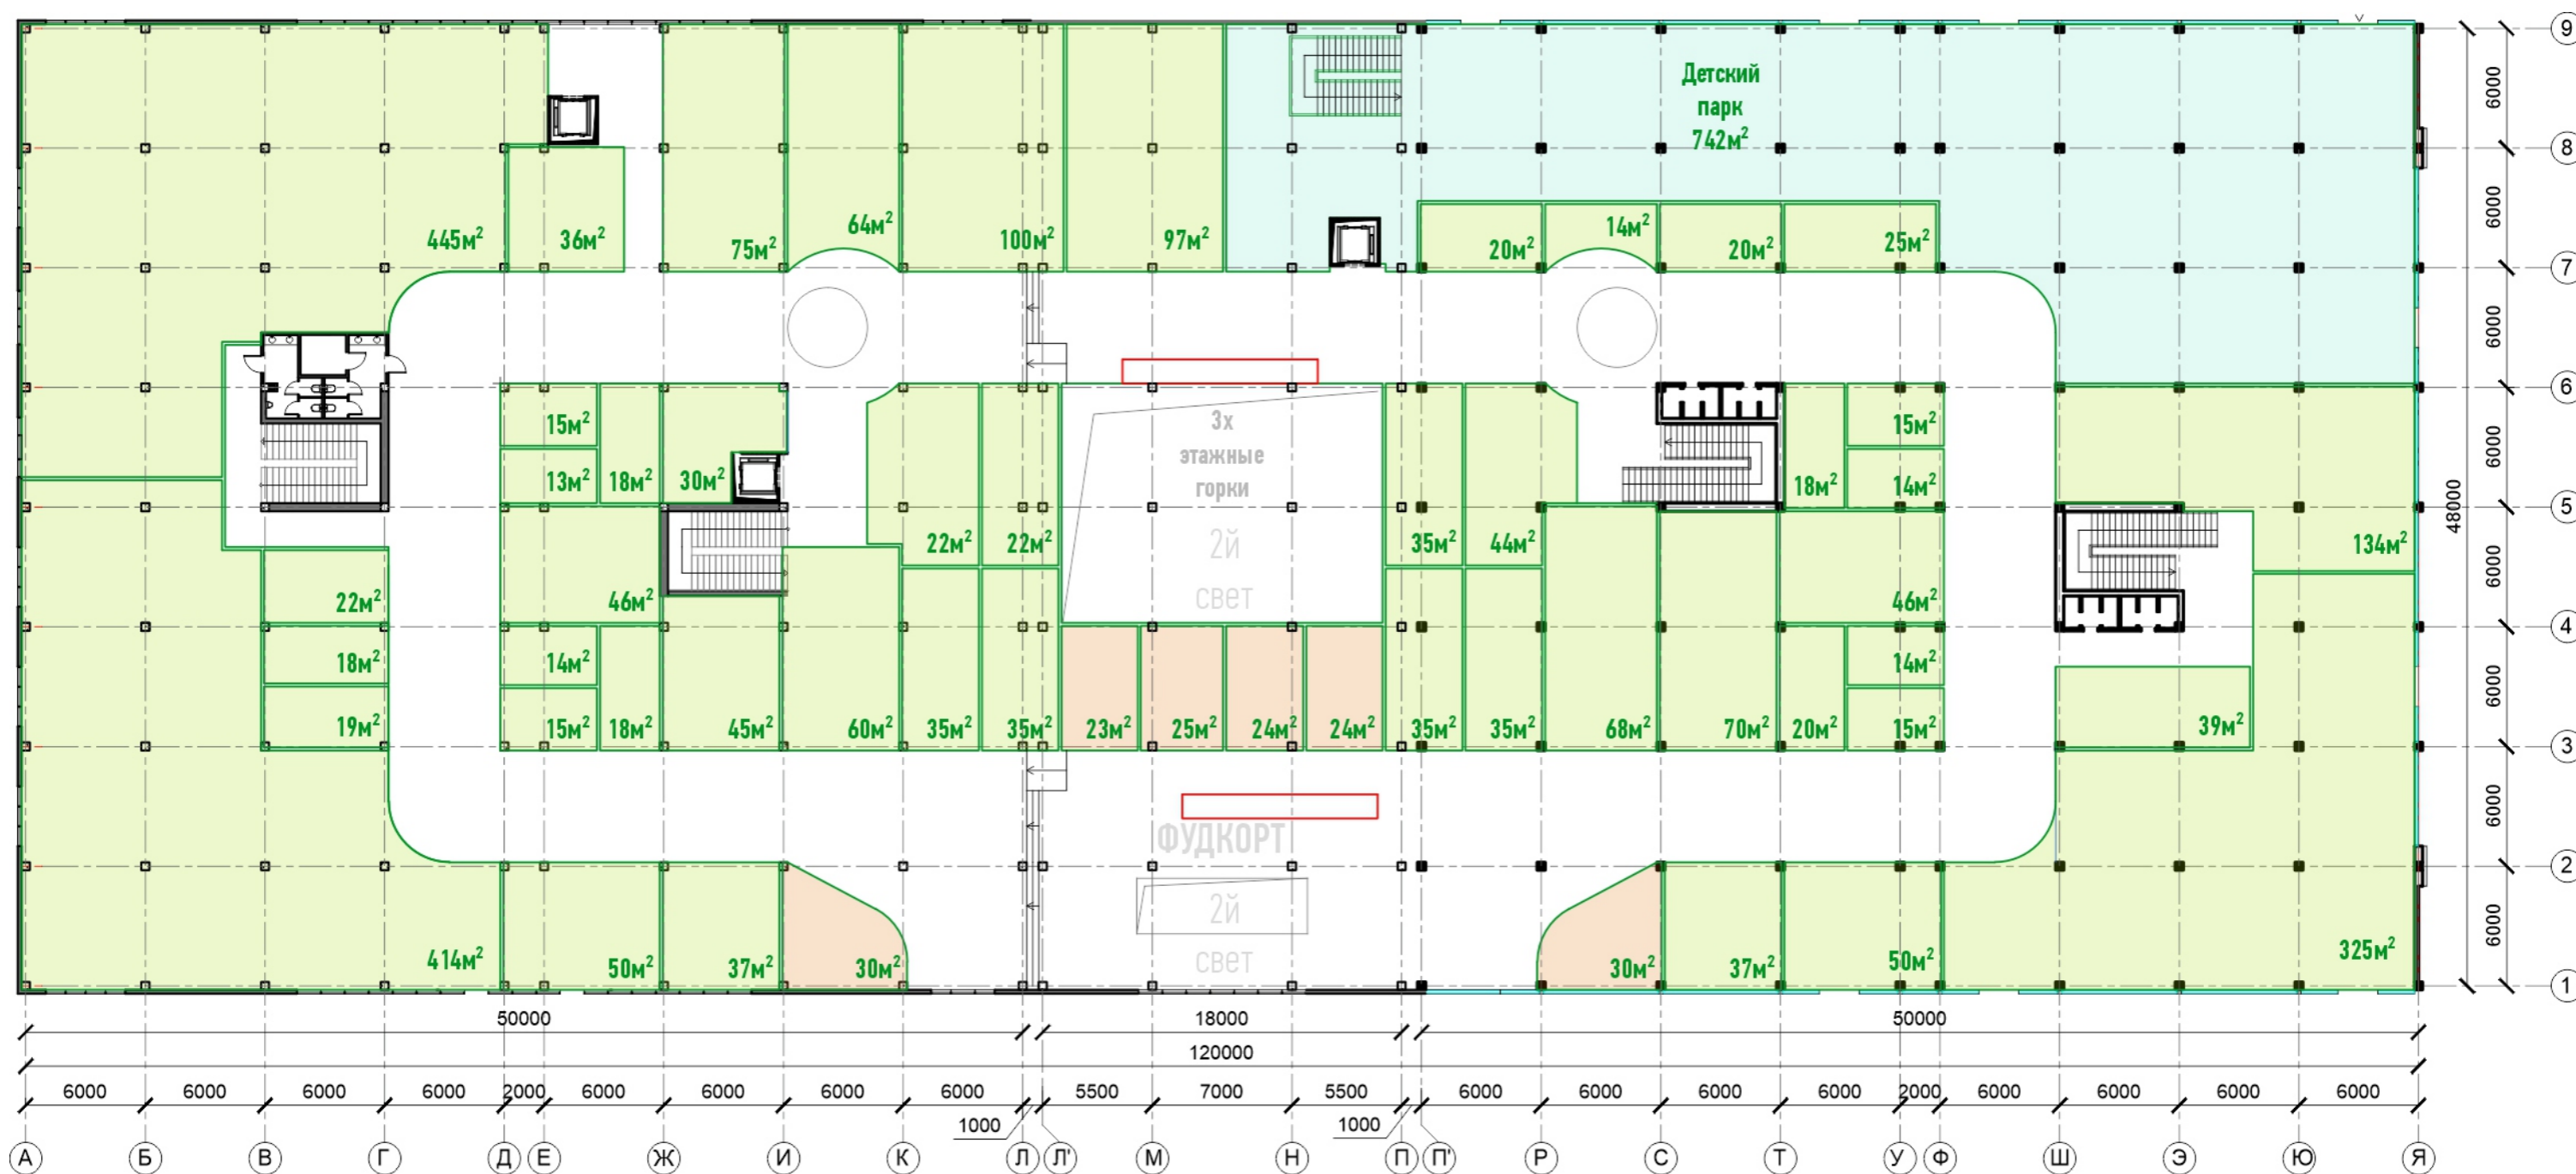 9
Детский
парк
742м²
6000
8
445м²
36м²
75м²
64м²
100м²
97м²
20м²
14м²
20м²
25м²
6000
7
6000
6
15м²
13м²
18м²
30м²
22м²
22м²
3х
этажные
горки
2й
свет
35м²
44м²
18м²
15м²
14м²
134м²
6000
48000
5
22м²
46м²
46м²
6000
4
18м²
19м²
14м²
15м²
18м²
45м²
60м²
35м²
35м²
23м²
25м²
24м²
24м²
35м²
35м²
68м²
70м²
20м²
14м²
15м²
39м²
6000
3
ФУДКОРТ
6000
2
2й
свет
414м²
50м²
37м²
30м²
30м²
37м²
50м²
325м²
6000
1
50000
18000
50000
120000
6000 6000 6000 6000 2000 6000 6000 6000 6000 5500 7000 5500 6000 6000 6000 6000 2000 6000 6000 6000 6000
1000 1000
А Б В Г Д Е Ж И К Л Л' М Н П П' Р С Т У Ф Ш Э Ю Я